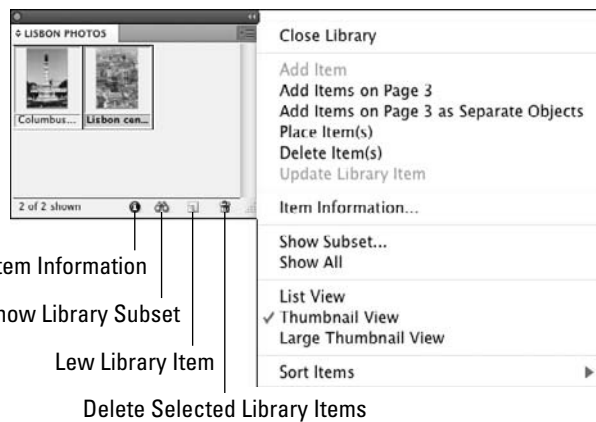 LISBON PHOTOS
Columbus...
Lisbon cen...
2 of 2 shown
tem Information
how Library Subset
Lew Library Item
Delete Selected Library Items
Close Library
Add Item
Add Items on Page 3
Add Items on Page 3 as Separate Objects
Place Item(s)
Delete Item(s)
Update Library Item
Item Information...
Show Subset...
Show All
List View
Thumbnail View
Large Thumbnail View
Sort Items